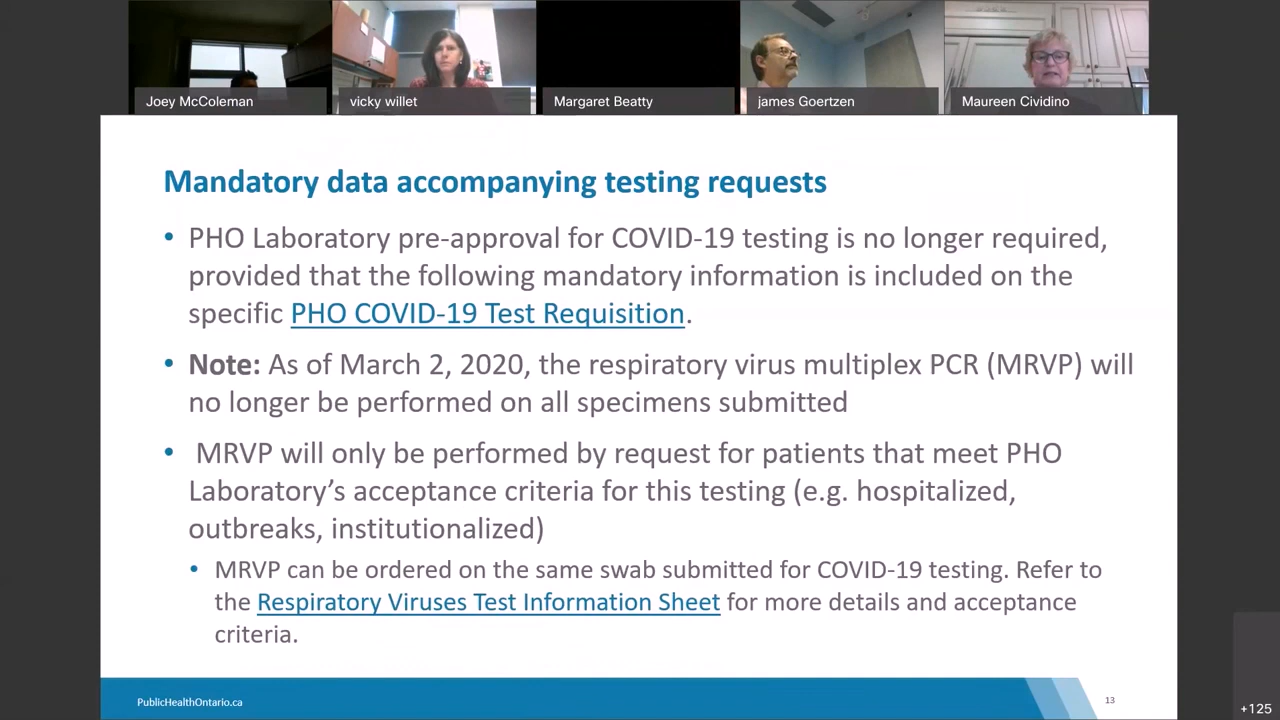 Joey McColeman
vicky willet
Margaret Beatty
james Goertzen
Maureen Cividino
Mandatory data accompanying testing requests
• PHO Laboratory pre-approval for COVID-19 testing is no longer required,
provided that the following mandatory information is included on the
specific PHO COVID-19 Test Requisition.
• Note: As of March 2, 2020, the respiratory virus multiplex PCR (MRVP) will
no longer be performed on all specimens submitted
• MRVP will only be performed by request for patients that meet PHO
Laboratory’s acceptance criteria for this testing (e.g. hospitalized,
outbreaks, institutionalized)
• MRVP can be ordered on the same swab submitted for COVID-19 testing. Refer to
the Respiratory Viruses Test Information Sheet for more details and acceptance
criteria.
PublicHealthOntario.ca
13
+125